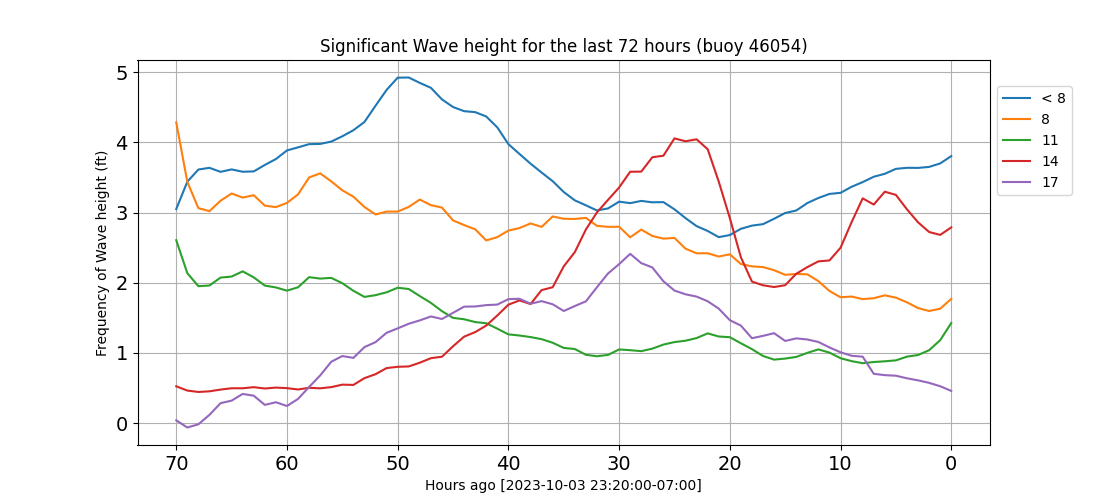 Significant Wave height for the last 72 hours (buoy 46054)
Frequency of Wave height (ft)
5
4
3
2
1
0
70 60 50 40 30 20 10 0
Hours ago [2023-10-03 23:20:00-07:00]
< 8
8
11
14
17